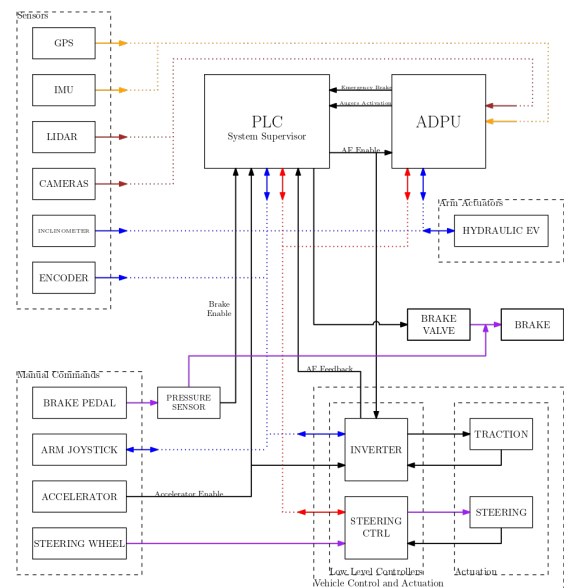 Sensors
GPS
IMU
LIDAR
CAMERAS
INCLINOMETER
ENCODER
PLC
System Supervisor
Emergency Brake
Augers Activation
AF Enable
ADPU
Arm Actuators
HYDRAULIC EV
Brake
Enable
BRAKE
VALVE
BRAKE
AF Feedback
Manual Commands
BRAKE PEDAL
PRESSURE
SENSOR
ARM JOYSTICK
ACCELERATOR
Accelerator Enable
STEERING WHEEL
INVERTER
TRACTION
STEERING
CTRL
STEERING
Low Level Controllers
Actuation
Vehicle Control and Actuation